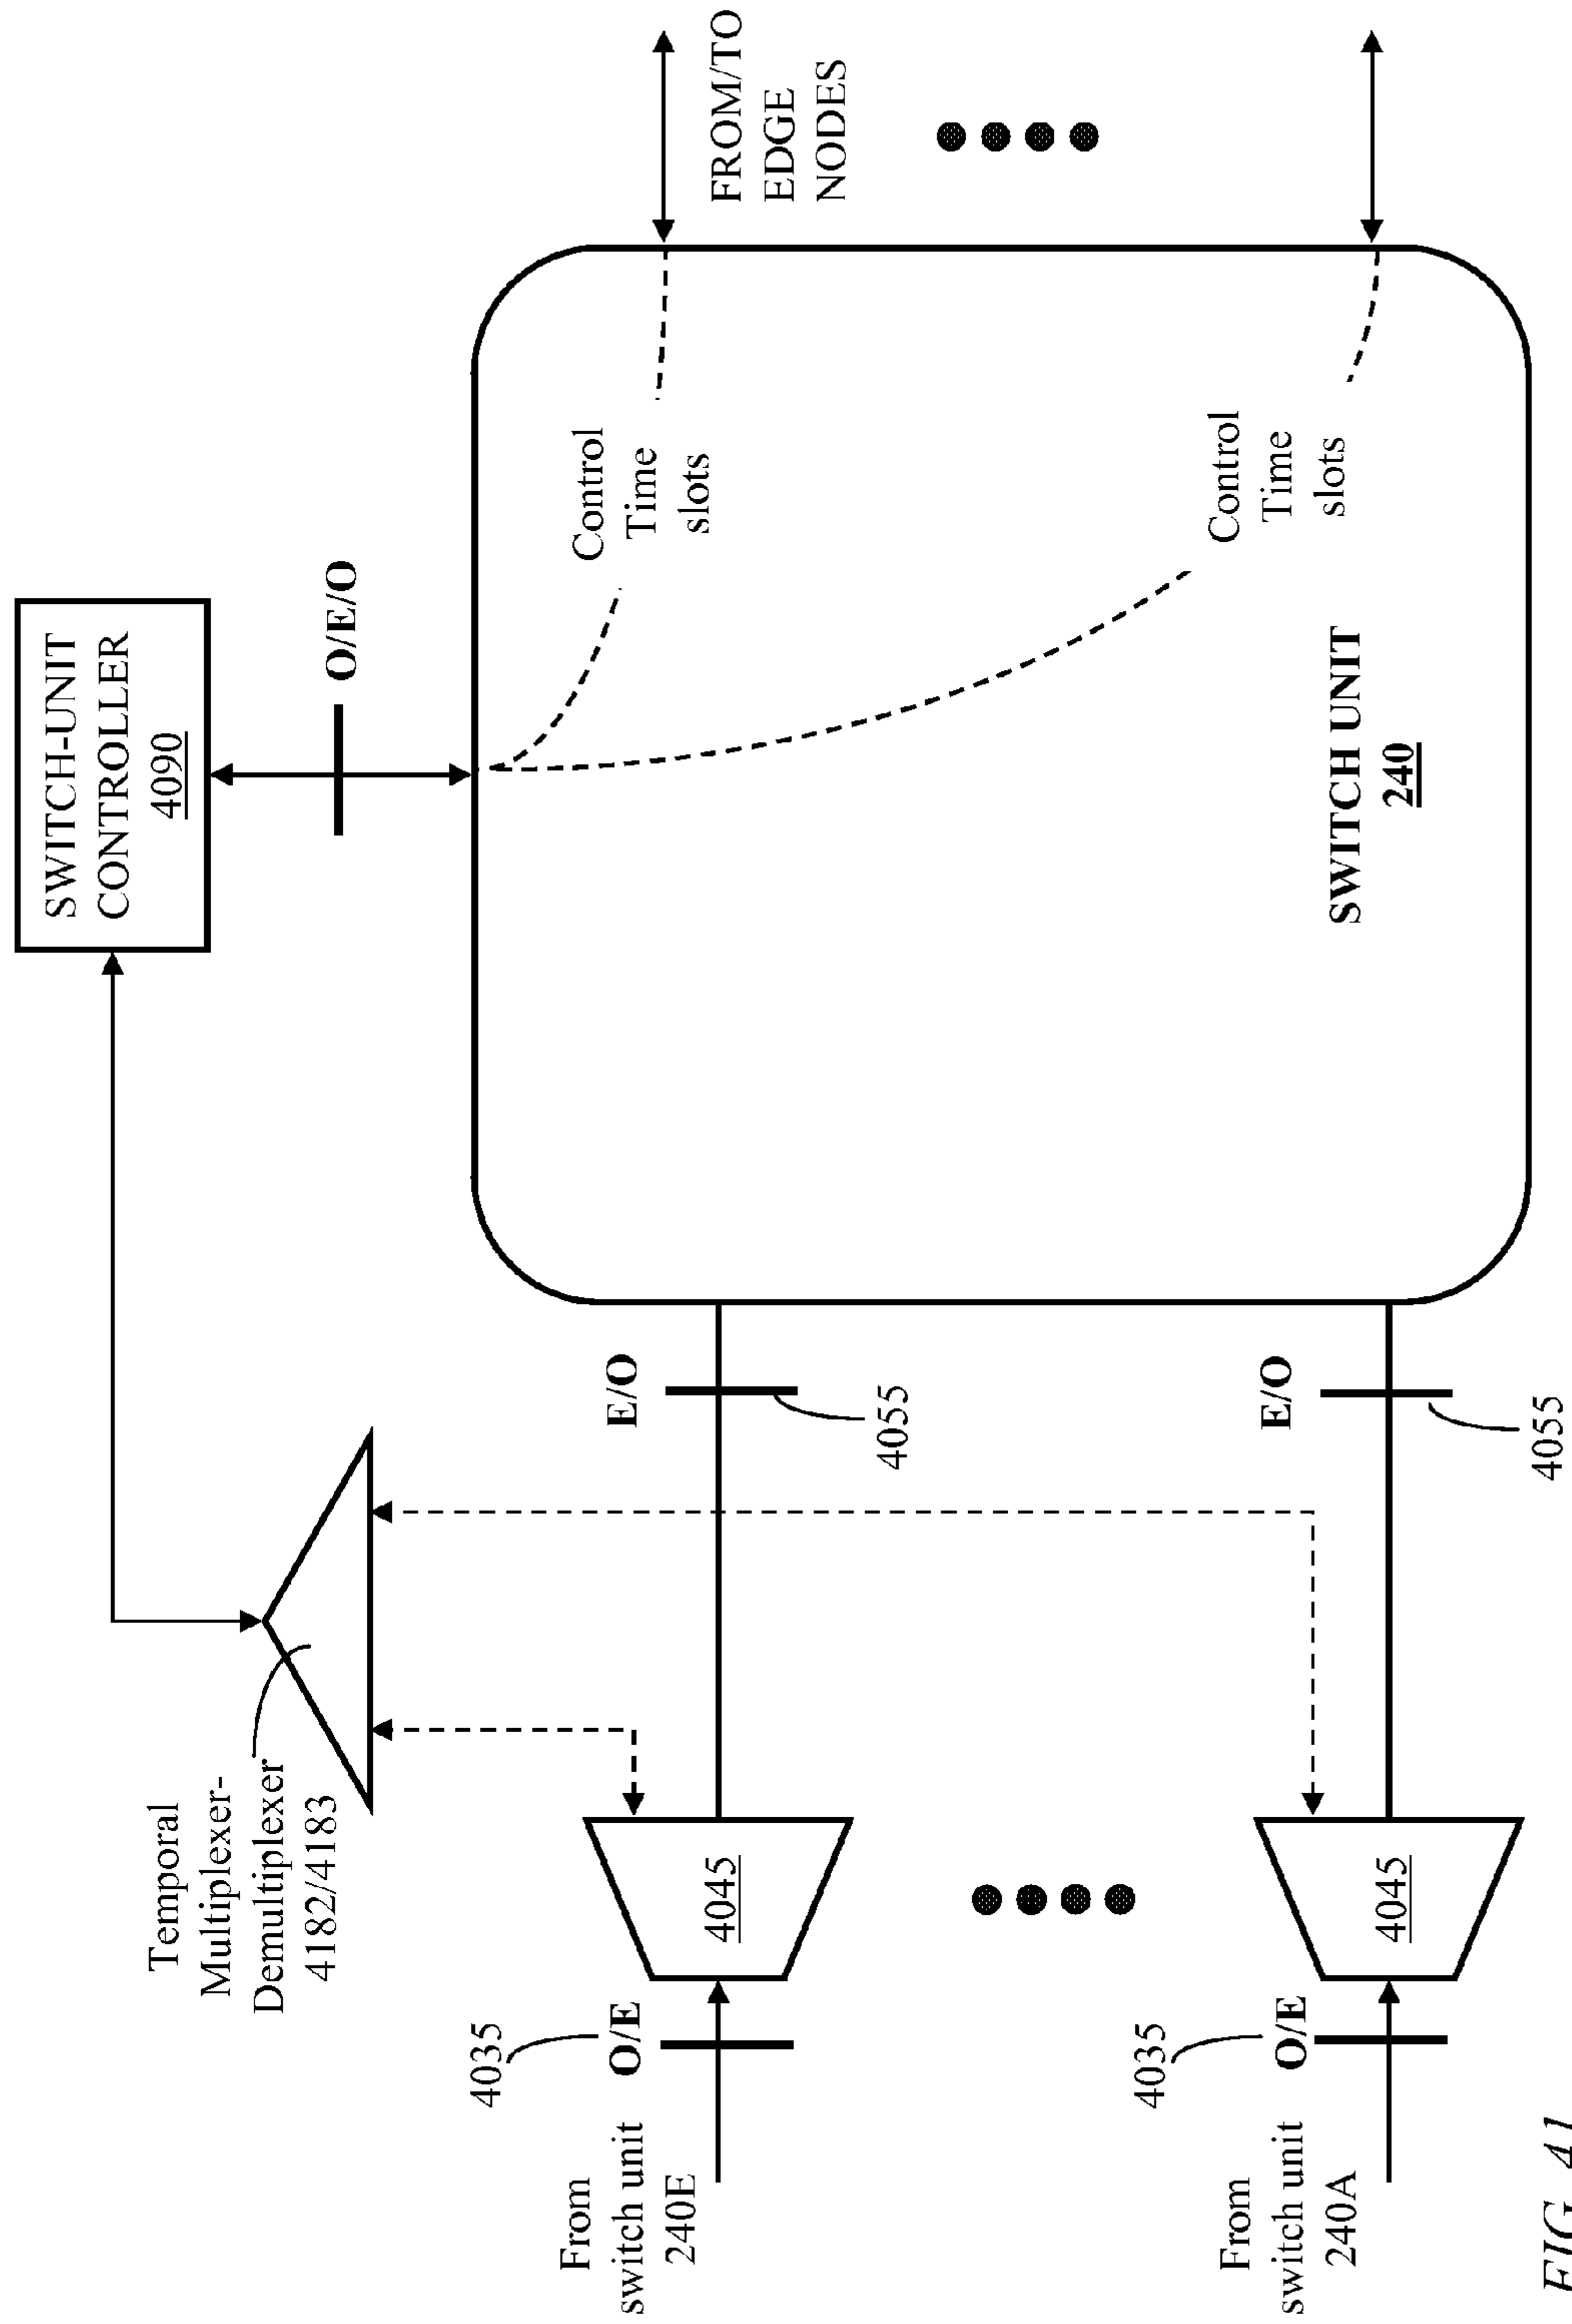 SWITCH-UNIT
CONTROLLER
4090
O/E/O
Temporal
Multiplexer-
Demultiplexer
4182/4183
4035
From
switch unit
240E
O/E
4045
E/O
4055
Control
Time
slots
FROM/TO
EDGE
NODES
4035
From
switch unit
240A
O/E
4045
E/O
4055
Control
Time
slots
SWITCH UNIT
240
FIG. 41